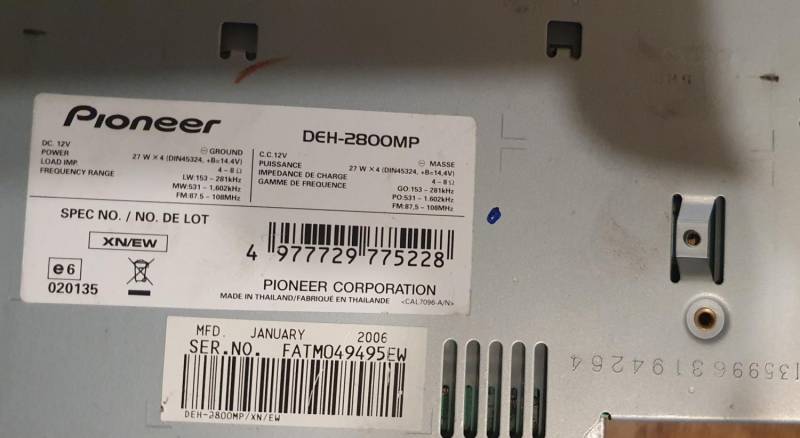 Pioneer
DEH-2800MP
DC. 12V ⊖ GROUND
POWER 27 W × 4 (DIN45324, +B=14.4V)
LOAD IMP. 4 – 8 Ω
FREQUENCY RANGE LW:153 – 281kHz
MW:531 – 1,602kHz
FM:87.5 – 108MHz
C.C.12V ⊖ MASSE
PUISSANCE 27 W × 4 (DIN45324, +B=14.4V)
IMPEDANCE DE CHARGE 4 – 8 Ω
GAMME DE FREQUENCE GO:153 – 281kHz
PO:531 – 1.602kHz
FM:87,5 – 108MHz
SPEC NO. / NO. DE LOT
XN/EW
4 977729 775228
e6
020135
PIONEER CORPORATION
MADE IN THAILAND/FABRIQUÉ EN THAILANDE <CAL7096-A/N>
MFD. JANUARY 2006
SER.NO. FATM049495EW
DEH-2800MP/XN/EW
1359963194264